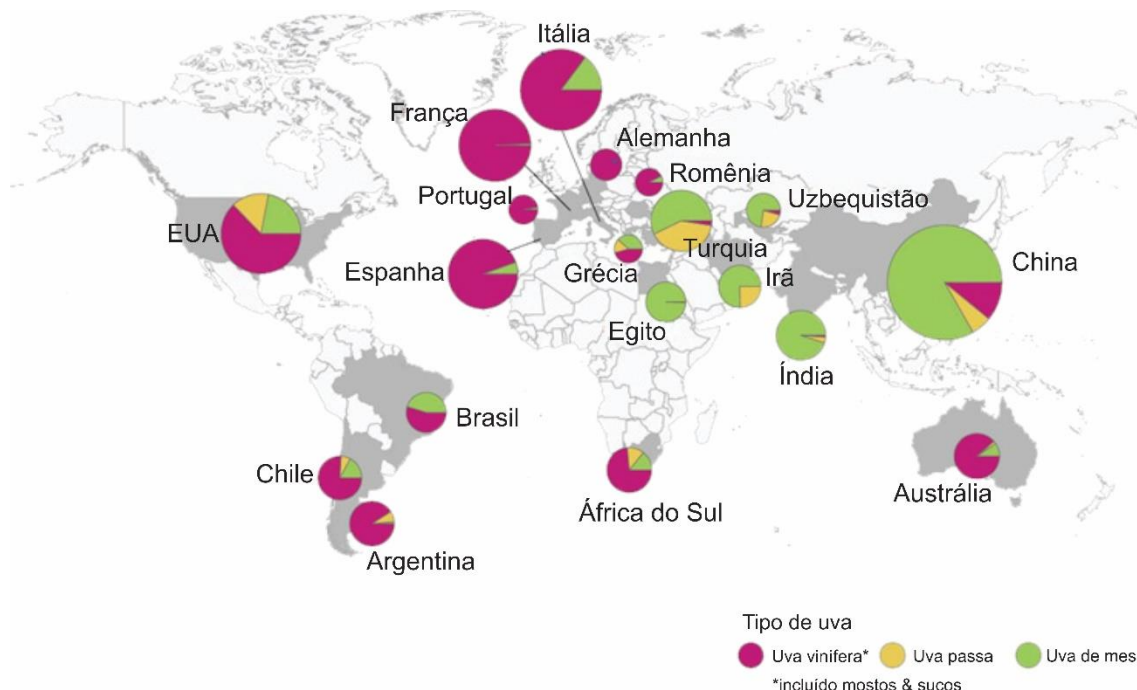 Itália
França
Alemanha
Romênia
Portugal
Uzbequistão
EUA
Turquia
China
Espanha
Grécia
Irã
Egito
Índia
Brasil
Chile
Austrália
África do Sul
Argentina
Tipo de uva
Uva vinifera* Uva passa Uva de mes
*incluído mostos & sucos